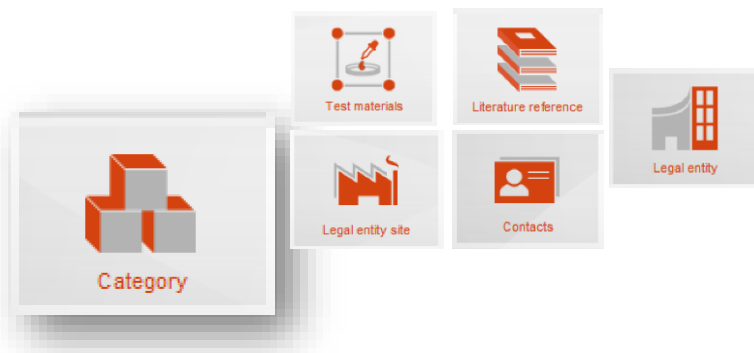 Test materials
Literature reference
Legal entity
Legal entity site
Contacts
Category